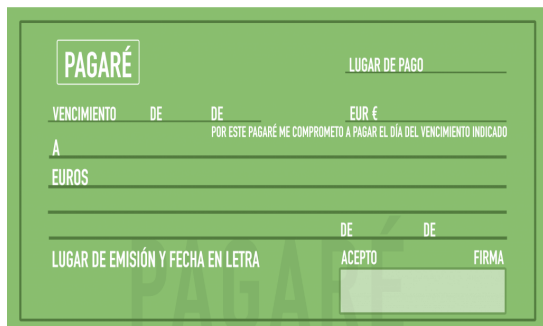 PAGARÉ
LUGAR DE PAGO
VENCIMIENTO DE DE EUR €
POR ESTE PAGARÉ ME COMPROMETO A PAGAR EL DÍA DEL VENCIMIENTO INDICADO
A
EUROS
DE DE
LUGAR DE EMISIÓN Y FECHA EN LETRA ACEPTO FIRMA
PAGARÉ